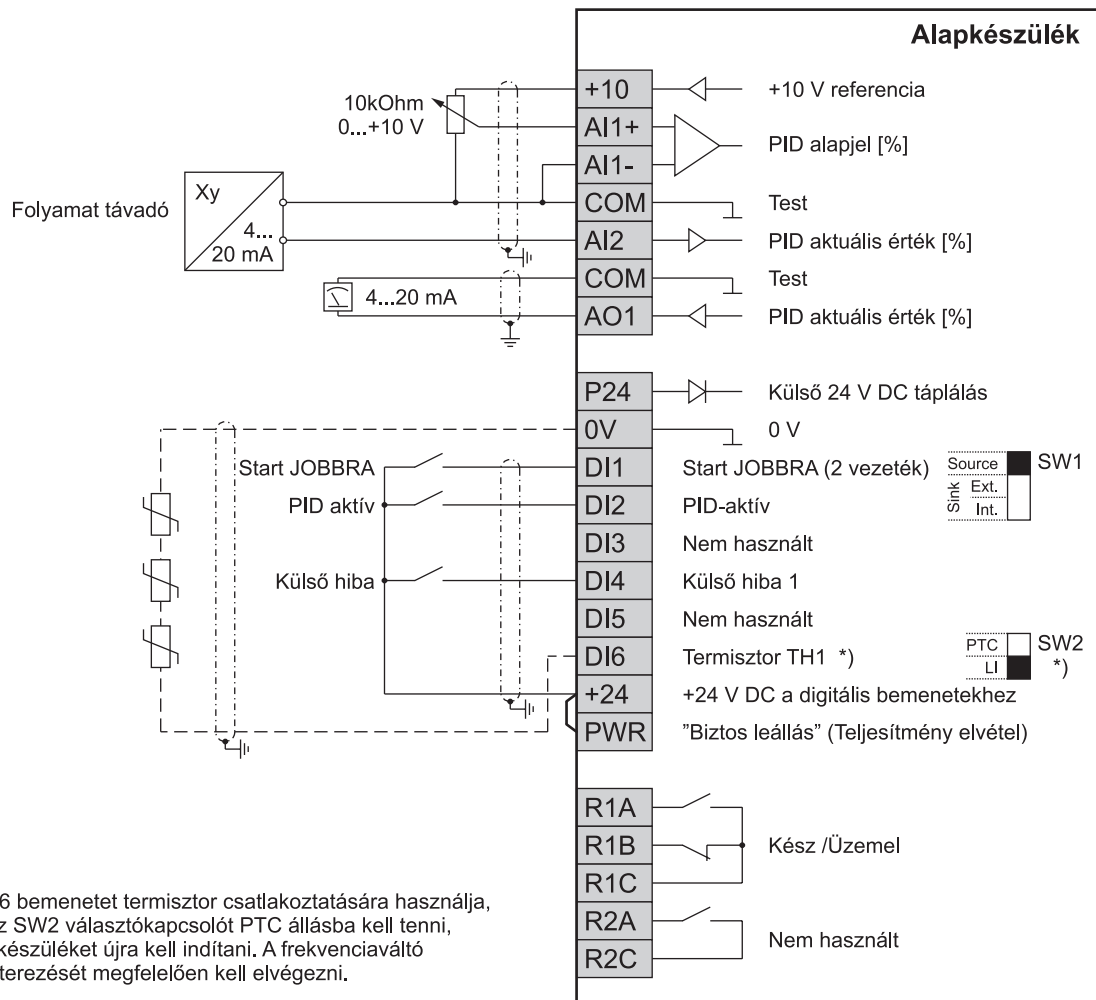 Alapkészülék
10kOhm
0...+10 V
+10
+10 V referencia
AI1+
PID alapjel [%]
AI1-
Folyamat távadó
Xy
4...
20 mA
COM
Test
AI2
PID aktuális érték [%]
4...20 mA
COM
Test
AO1
PID aktuális érték [%]
P24
Külső 24 V DC táplálás
0V
0 V
Start JOBBRA
DI1
Start JOBBRA (2 vezeték)
Source
SW1
Sink
Ext.
Int.
PID aktív
DI2
PID-aktív
DI3
Nem használt
Külső hiba
DI4
Külső hiba 1
DI5
Nem használt
DI6
Termisztor TH1 *)
PTC
SW2
LI
*)
+24
+24 V DC a digitális bemenetekhez
PWR
"Biztos leállás" (Teljesítmény elvétel)
R1A
R1B
Kész /Üzemel
R1C
R2A
Nem használt
R2C
6 bemenetet termisztor csatlakoztatására használja,
z SW2 választókapcsolót PTC állásba kell tenni,
készüléket újra kell indítani. A frekvenciaváltó
terezését megfelelően kell elvégezni.